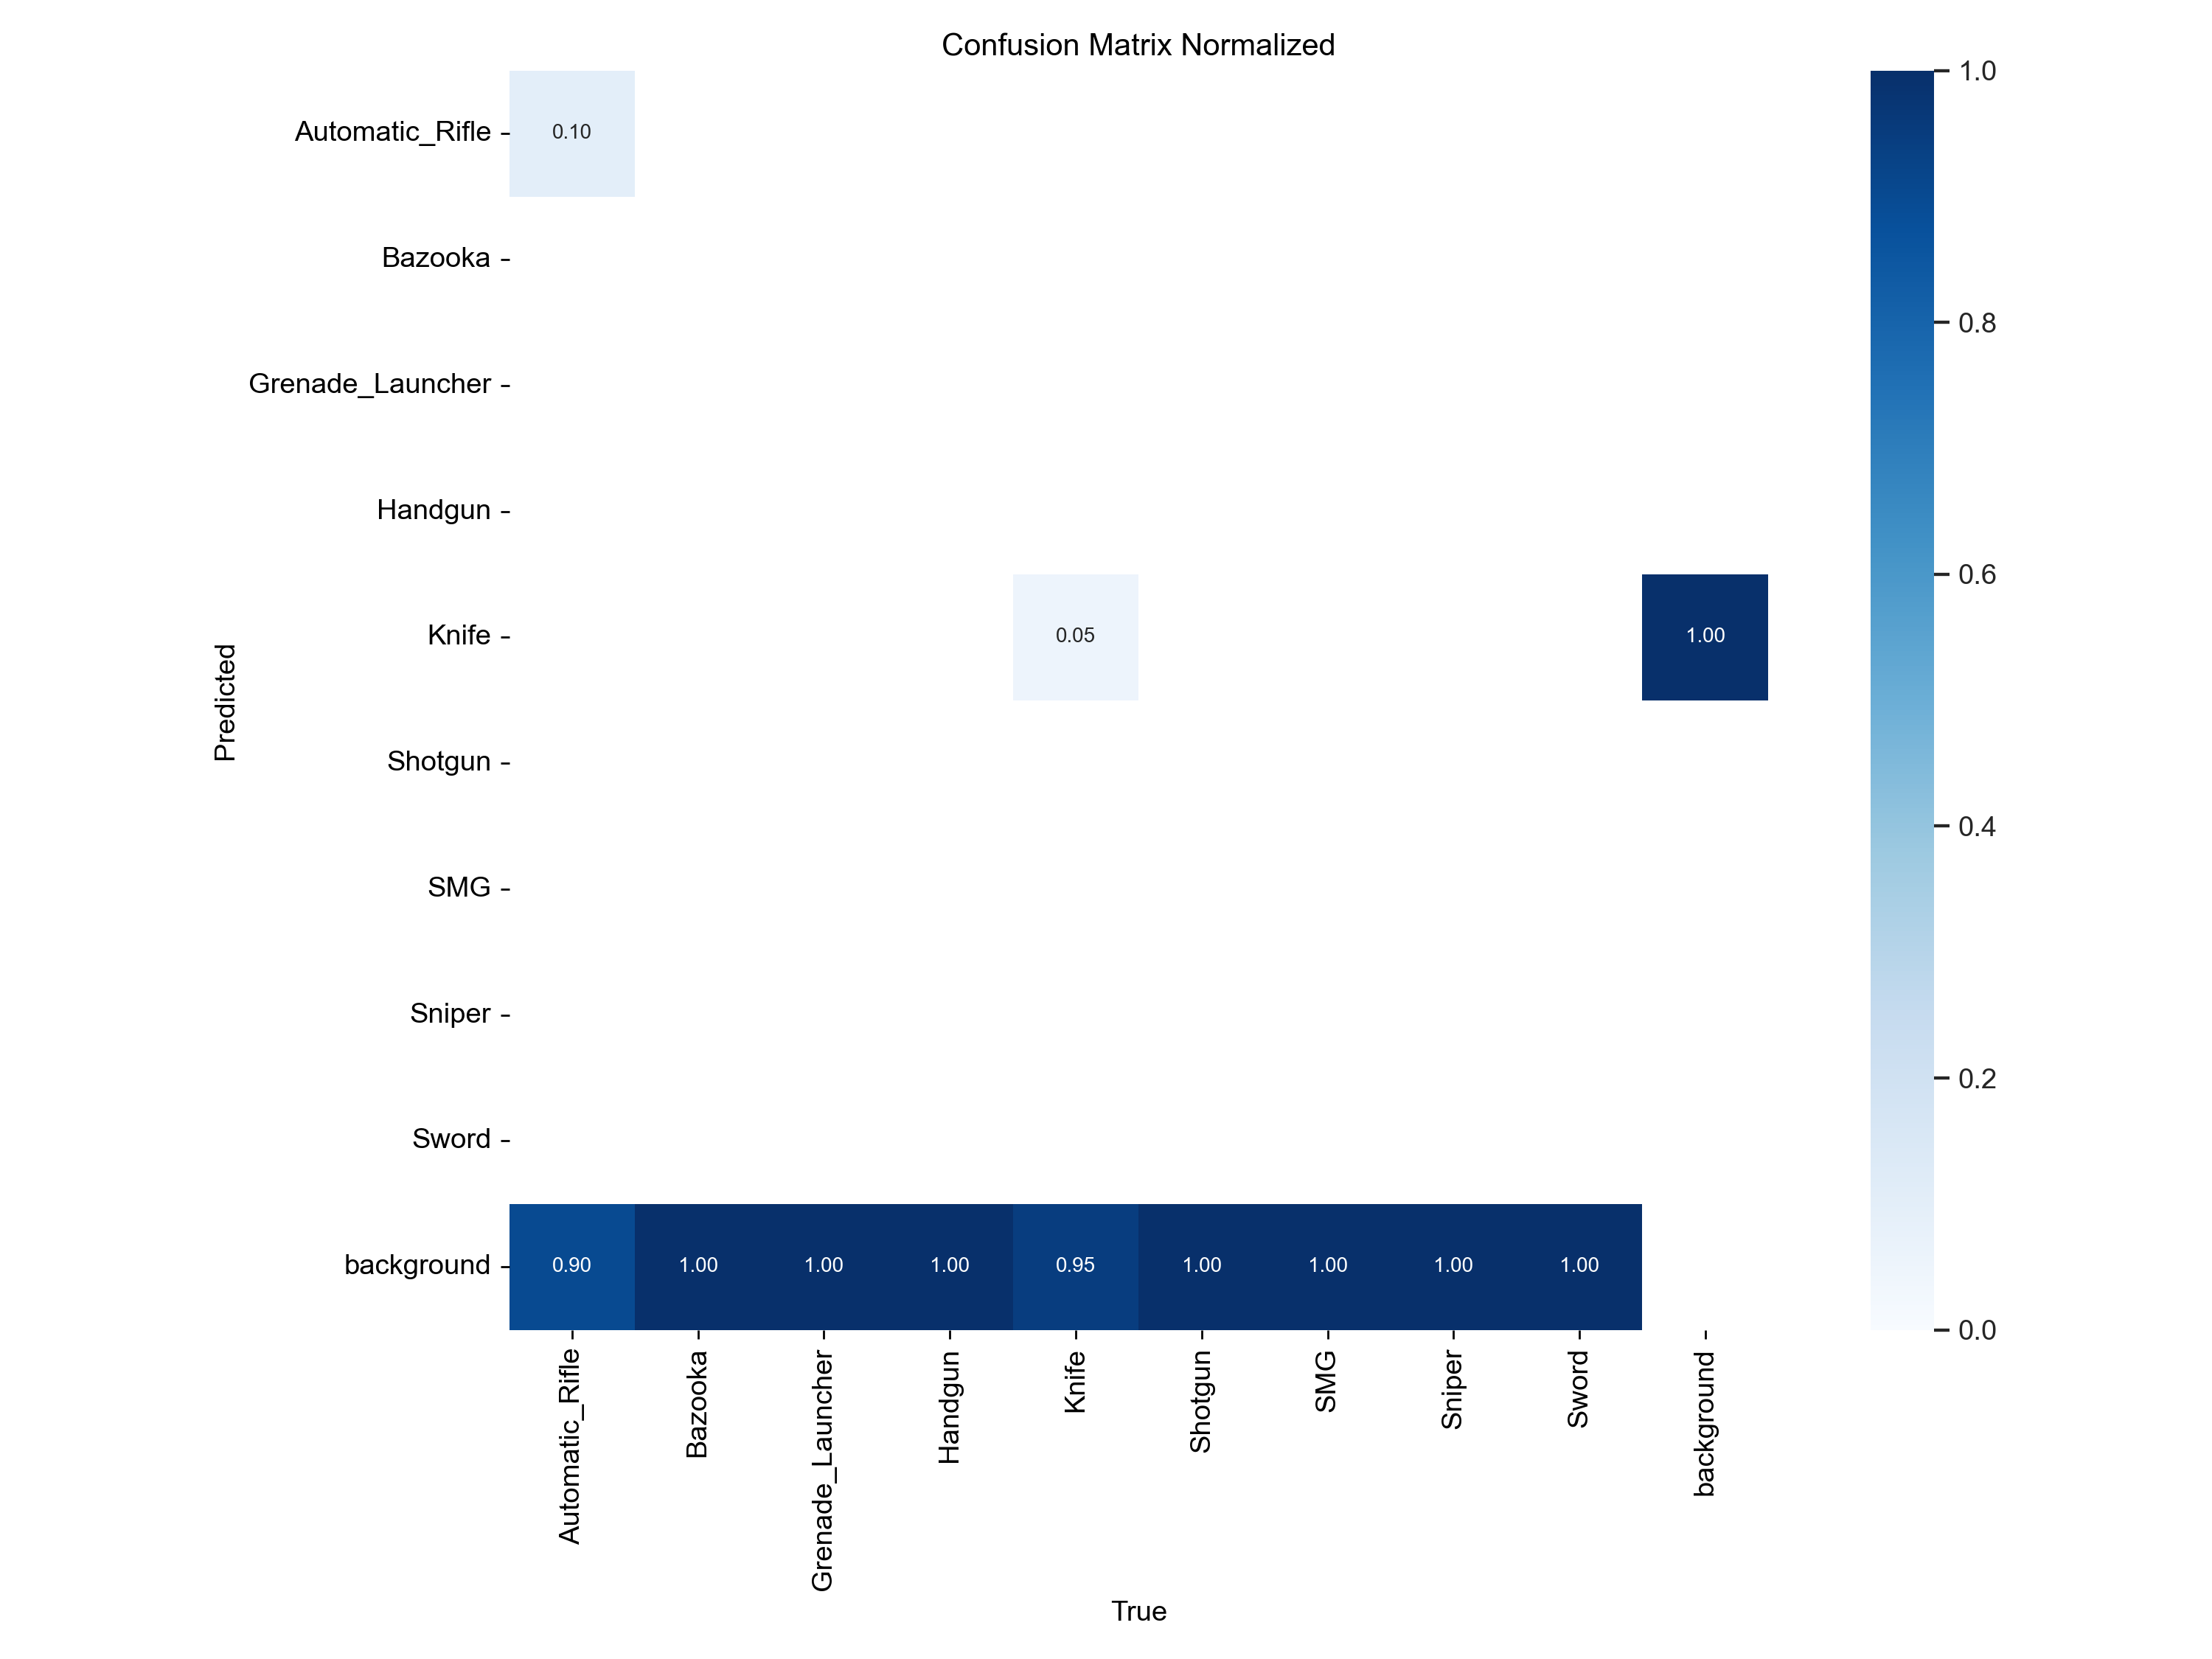 Confusion Matrix Normalized
Automatic_Rifle
Bazooka
Grenade_Launcher
Handgun
Knife
Shotgun
SMG
Sniper
Sword
background
Predicted
0.10
0.05
1.00
0.90 1.00 1.00 1.00 0.95 1.00 1.00 1.00 1.00
Automatic_Rifle
Bazooka
Grenade_Launcher
Handgun
Knife
Shotgun
SMG
Sniper
Sword
background
True
1.0
0.8
0.6
0.4
0.2
0.0